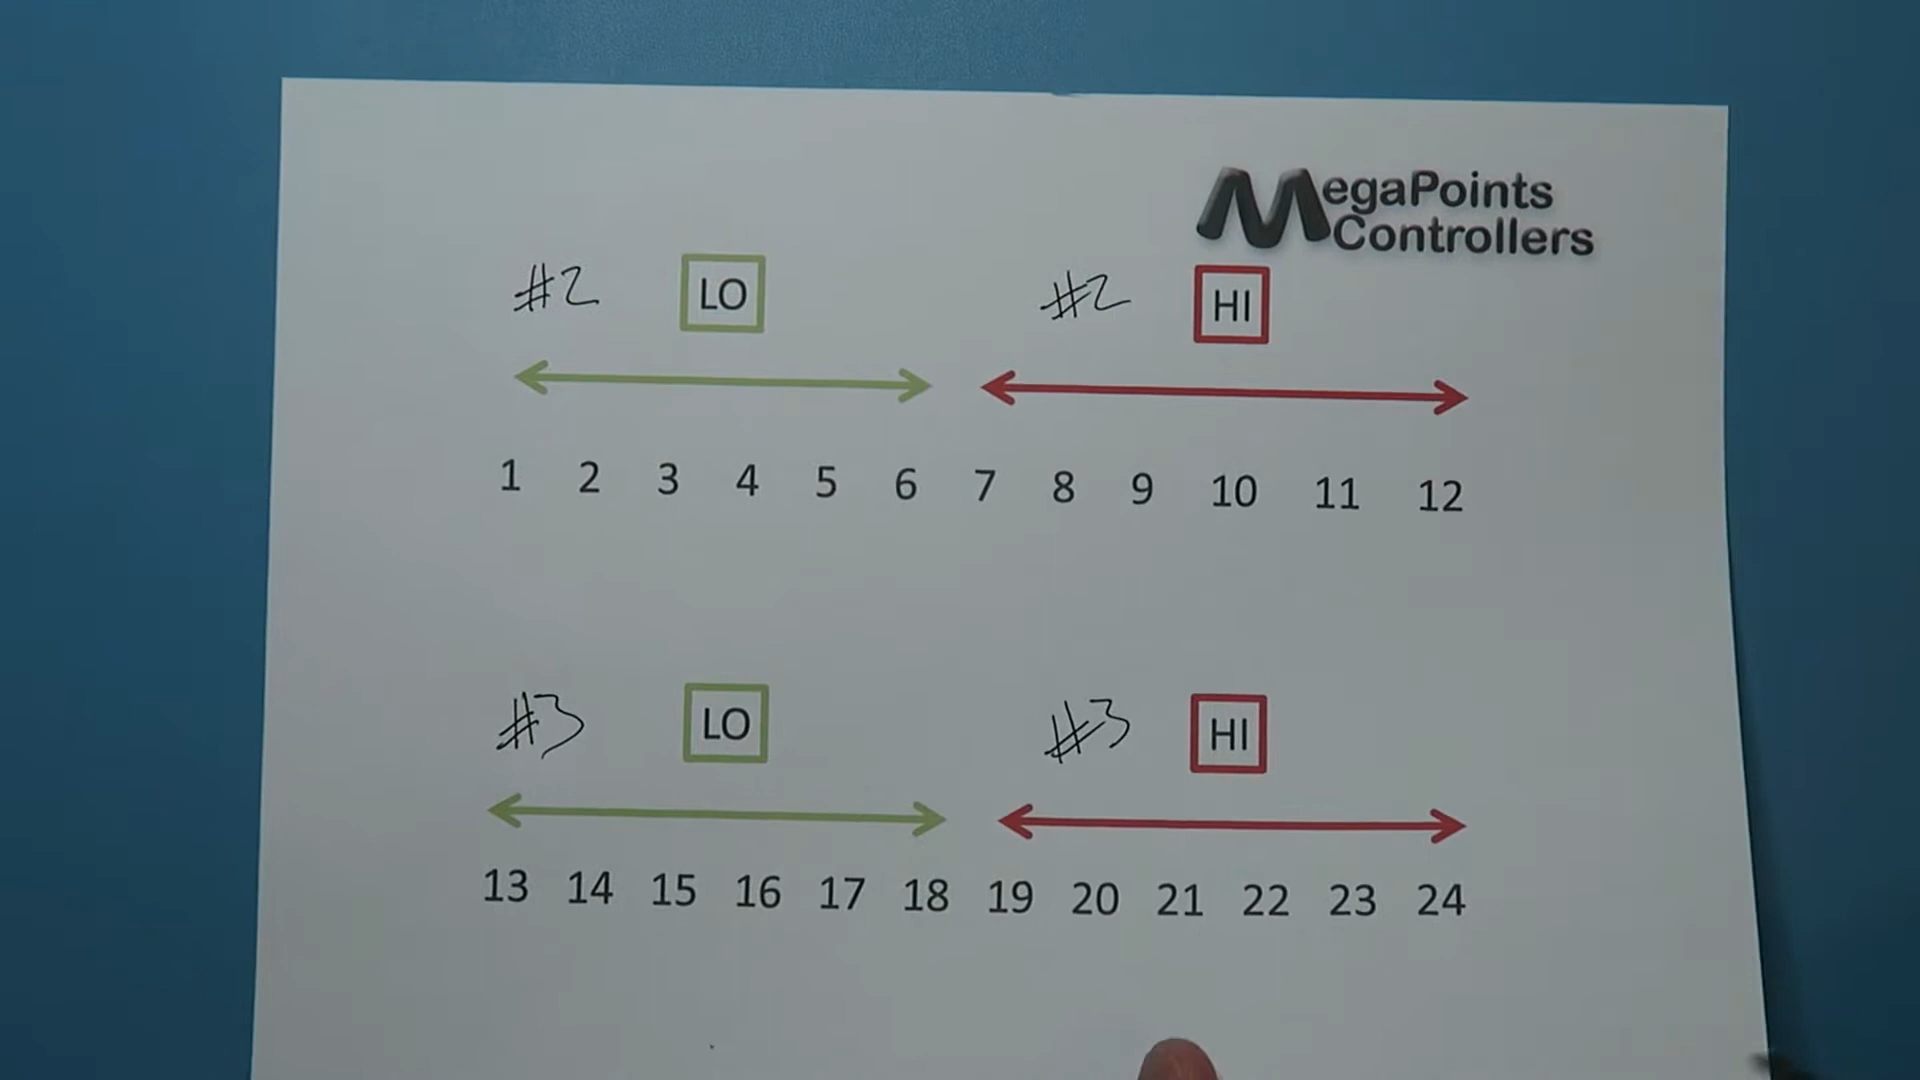 MegaPoints
Controllers
#2 LO #2 HI
1 2 3 4 5 6 7 8 9 10 11 12
#3 LO #3 HI
13 14 15 16 17 18 19 20 21 22 23 24